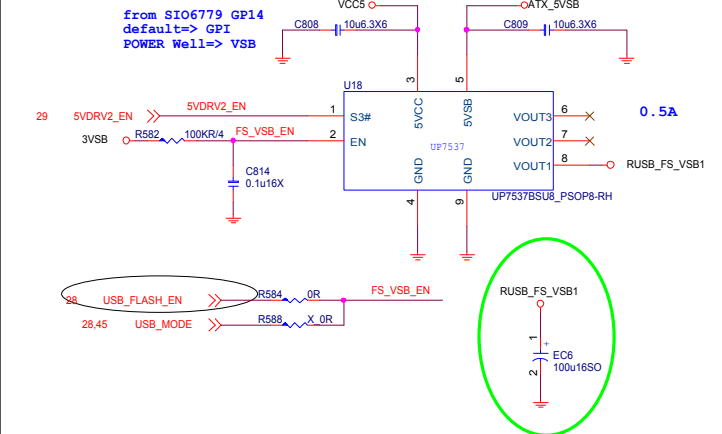 from SIO6779 GP14
default=> GPI
POWER Well=> VSB
VCC5
ATX_5VSB
C808 10u6.3X6
C809 10u6.3X6
U18
3 5
29 5VDRV2_EN 5VDRV2_EN 1 S3# 5VCC 5VSB VOUT3 6 0.5A
3VSB R582 100KR/4 FS_VSB_EN 2 EN UP7537 VOUT2 7
GND GND VOUT1 8 RUSB_FS_VSB1
C814
0.1u16X
4 9 UP7537BSU8_PSOP8-RH
28 USB_FLASH_EN R584 0R FS_VSB_EN
28,45 USB_MODE R588 X_0R
RUSB_FS_VSB1
1
+
EC6
2 100u16SO